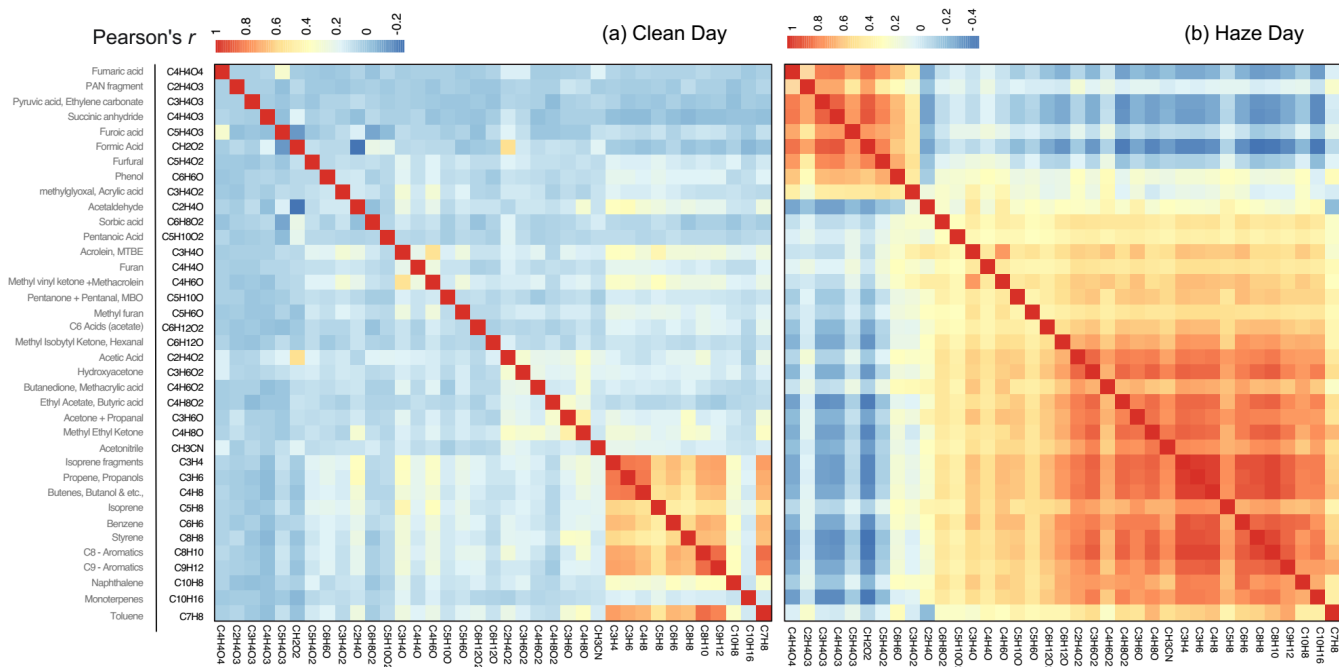 Pearson's r
1
0.8
0.6
0.4
0.2
0
-0.2
(a) Clean Day
1
0.8
0.6
0.4
0.2
0
-0.2
-0.4
(b) Haze Day
Fumaric acid C4H4O4
PAN fragment C2H4O3
Pyruvic acid, Ethylene carbonate C3H4O3
Succinic anhydride C4H4O3
Furoic acid C5H4O3
Formic Acid CH2O2
Furfural C5H4O2
Phenol C6H6O
methylglyoxal, Acrylic acid C3H4O2
Acetaldehyde C2H4O
Sorbic acid C6H8O2
Pentanoic Acid C5H10O2
Acrolein, MTBE C3H4O
Furan C4H4O
Methyl vinyl ketone +Methacrolein C4H6O
Pentanone + Pentanal, MBO C5H10O
Methyl furan C5H6O
C6 Acids (acetate) C6H12O2
Methyl Isobytyl Ketone, Hexanal C6H12O
Acetic Acid C2H4O2
Hydroxyacetone C3H6O2
Butanedione, Methacrylic acid C4H6O2
Ethyl Acetate, Butyric acid C4H8O2
Acetone + Propanal C3H6O
Methyl Ethyl Ketone C4H8O
Acetonitrile CH3CN
Isoprene fragments C3H4
Propene, Propanols C3H6
Butenes, Butanol & etc., C4H8
Isoprene C5H8
Benzene C6H6
Styrene C8H8
C8 - Aromatics C8H10
C9 - Aromatics C9H12
Naphthalene C10H8
Monoterpenes C10H16
Toluene C7H8
C4H4O4
C2H4O3
C3H4O3
C4H4O3
C5H4O3
CH2O2
C5H4O2
C6H6O
C3H4O2
C2H4O
C6H8O2
C5H10O2
C3H4O
C4H4O
C4H6O
C5H10O
C5H6O
C6H12O2
C6H12O
C2H4O2
C3H6O2
C4H6O2
C4H8O2
C3H6O
C4H8O
CH3CN
C3H4
C3H6
C4H8
C5H8
C6H6
C8H8
C8H10
C9H12
C10H8
C10H16
C7H8
C4H4O4
C2H4O3
C3H4O3
C4H4O3
C5H4O3
CH2O2
C5H4O2
C6H6O
C3H4O2
C2H4O
C6H8O2
C5H10O2
C3H4O
C4H4O
C4H6O
C5H10O
C5H6O
C6H12O2
C6H12O
C2H4O2
C3H6O2
C4H6O2
C4H8O2
C3H6O
C4H8O
CH3CN
C3H4
C3H6
C4H8
C5H8
C6H6
C8H8
C8H10
C9H12
C10H8
C10H16
C7H8